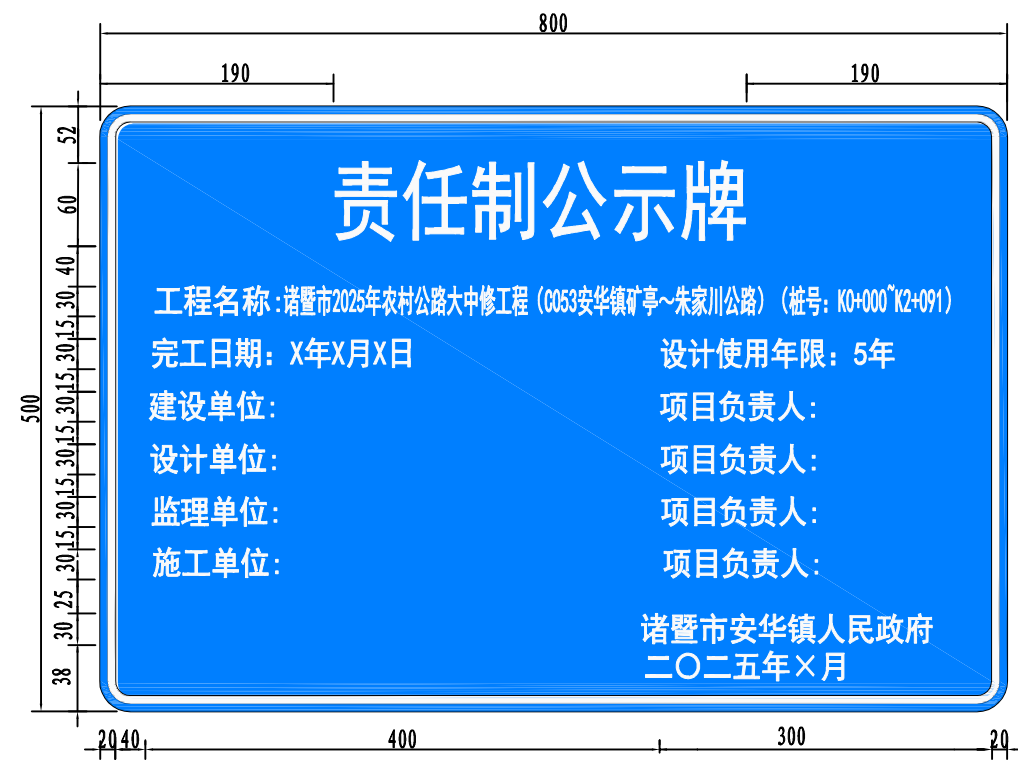 800
190 190
52
60
40
30
15
30
15
30
15
30
15
30
15
30
25
30
38
500
责任制公示牌
工程名称:诸暨市2025年农村公路大中修工程（C053安华镇矿亭～朱家川公路）（桩号：K0+000~K2+091）
完工日期：X年X月X日 设计使用年限：5年
建设单位: 项目负责人:
设计单位: 项目负责人:
监理单位: 项目负责人:
施工单位: 项目负责人:
诸暨市安华镇人民政府
二〇二五年×月
20 40 400 300 20